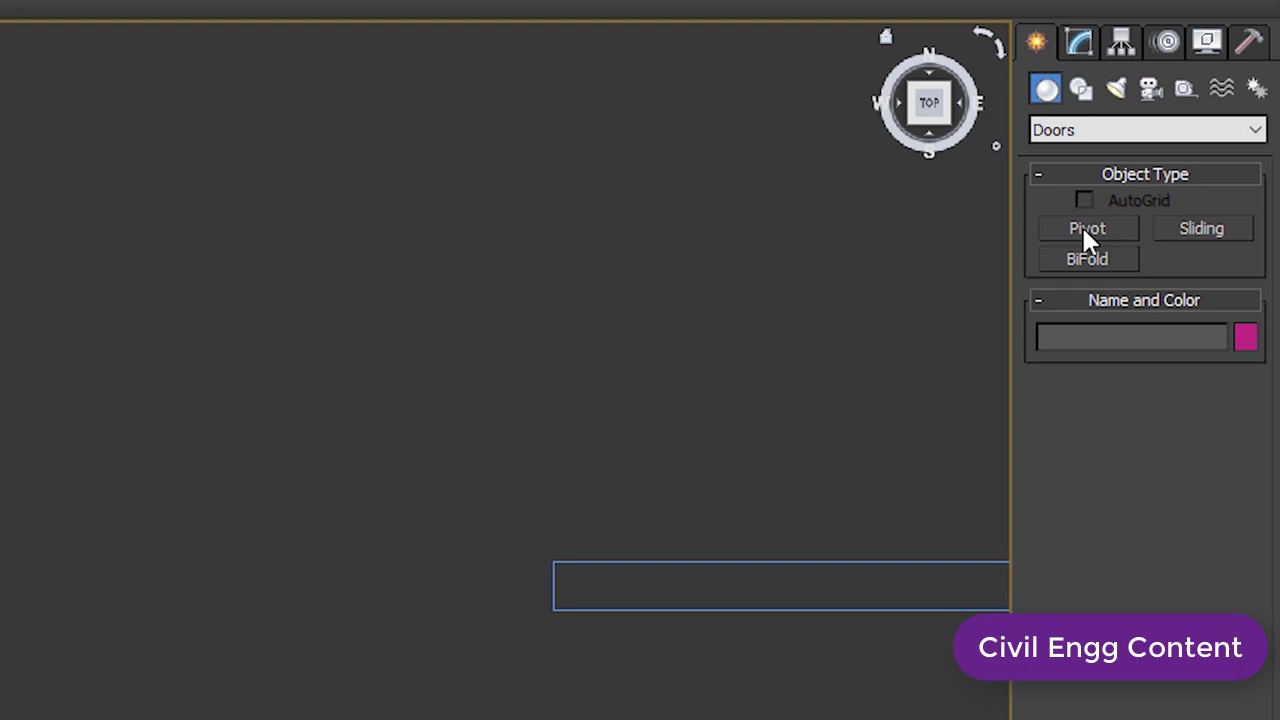 N
W
TOP
E
S
Doors
- Object Type
AutoGrid
Pivot Sliding
BiFold
- Name and Color
Civil Engg Content